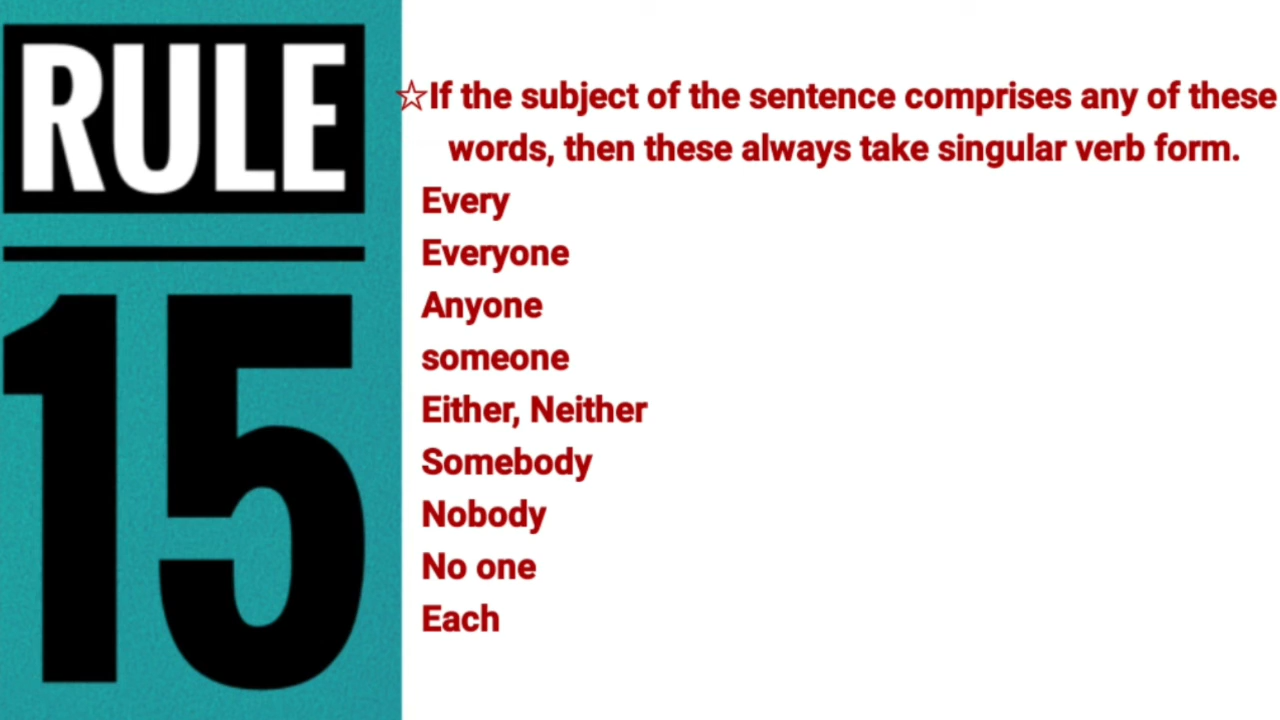 RULE
15
☆If the subject of the sentence comprises any of these
words, then these always take singular verb form.
Every
Everyone
Anyone
someone
Either, Neither
Somebody
Nobody
No one
Each